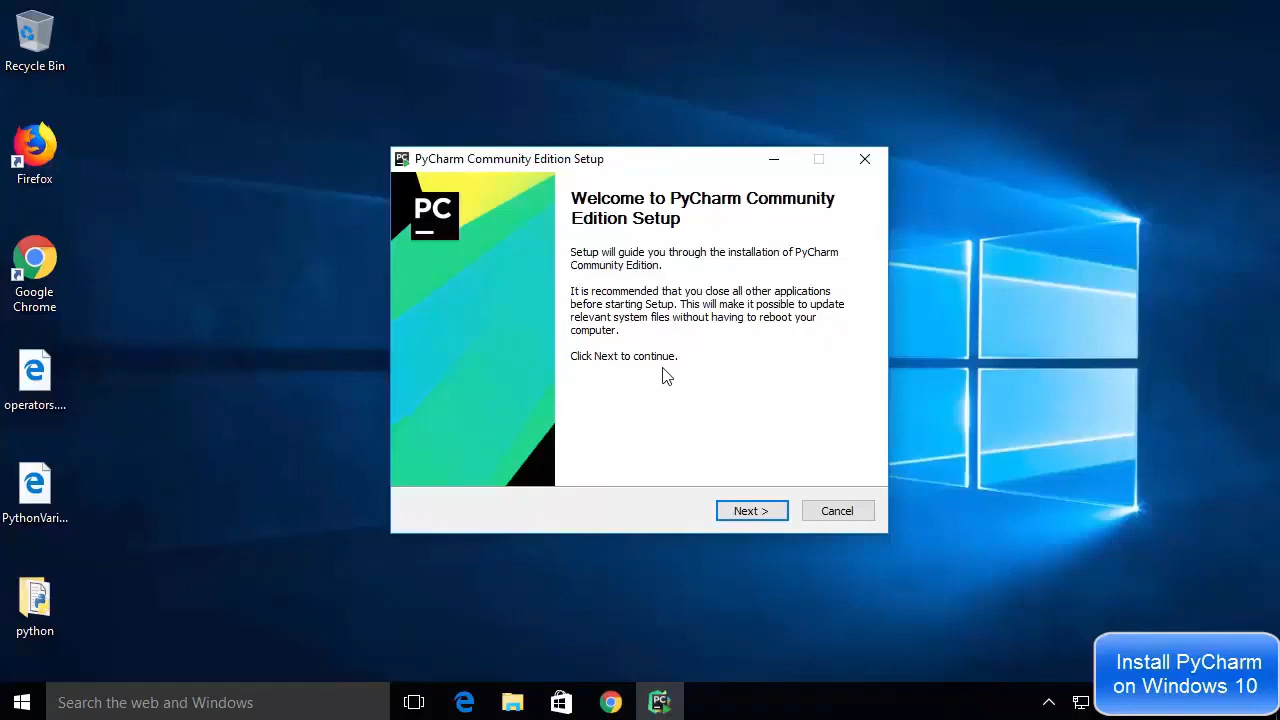 Recycle Bin
Firefox
Google
Chrome
operators....
PythonVari...
python
PyCharm Community Edition Setup
PC
Welcome to PyCharm Community
Edition Setup
Setup will guide you through the installation of PyCharm
Community Edition.
It is recommended that you close all other applications
before starting Setup. This will make it possible to update
relevant system files without having to reboot your
computer.
Click Next to continue.
Next >
Cancel
Search the web and Windows
PC
Install PyCharm
on Windows 10